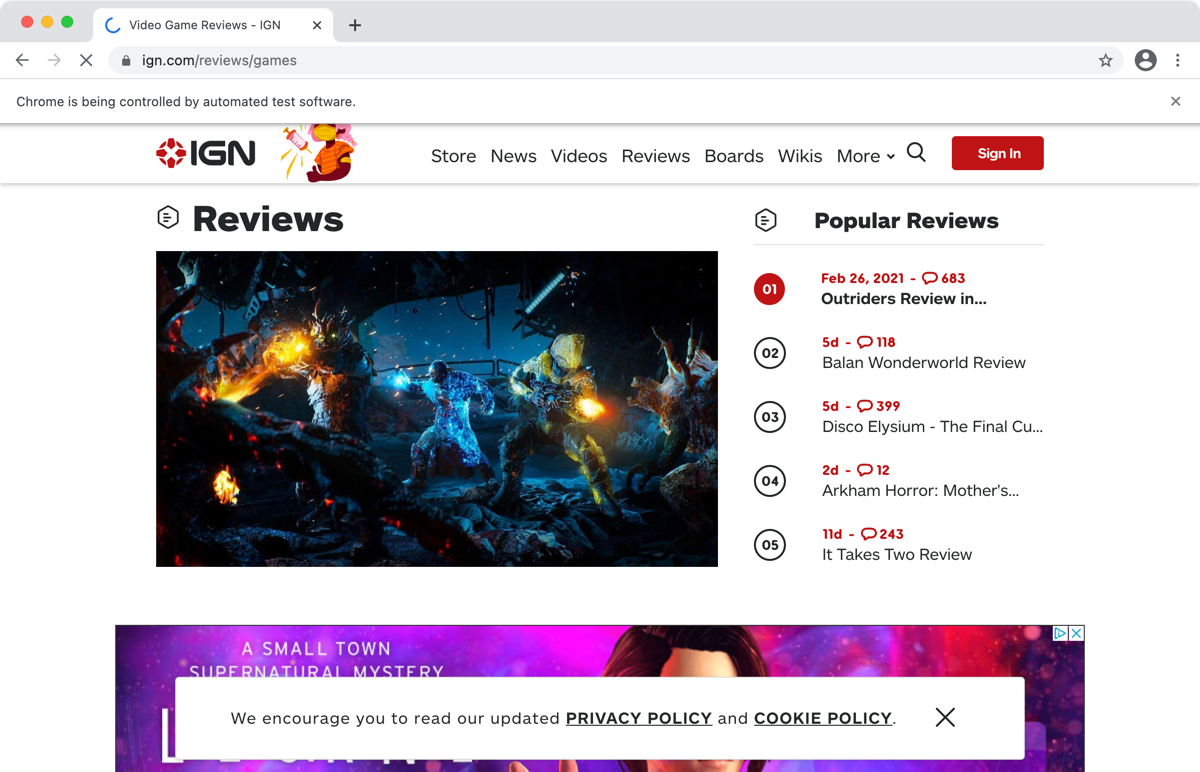 Video Game Reviews - IGN
ign.com/reviews/games
Chrome is being controlled by automated test software.
IGN
Store News Videos Reviews Boards Wikis More
Sign In
Reviews
Popular Reviews
01
Feb 26, 2021 - 683
Outriders Review in...
02
5d - 118
Balan Wonderworld Review
03
5d - 399
Disco Elysium - The Final Cu...
04
2d - 12
Arkham Horror: Mother's...
05
11d - 243
It Takes Two Review
A SMALL TOWN
SUPERNATURAL MYSTERY
We encourage you to read our updated PRIVACY POLICY and COOKIE POLICY.